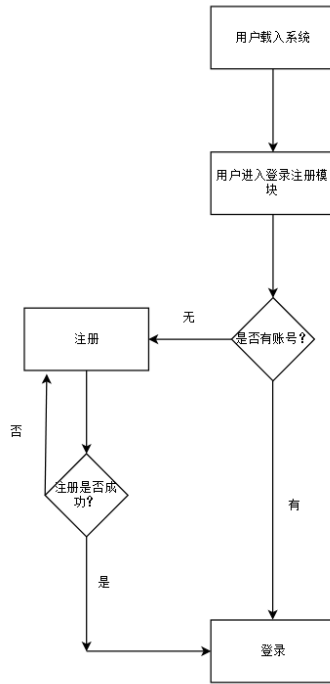 用户载入系统
用户进入登录注册模
块
无
是否有账号？
注册
否
注册是否成
功？
有
是
登录